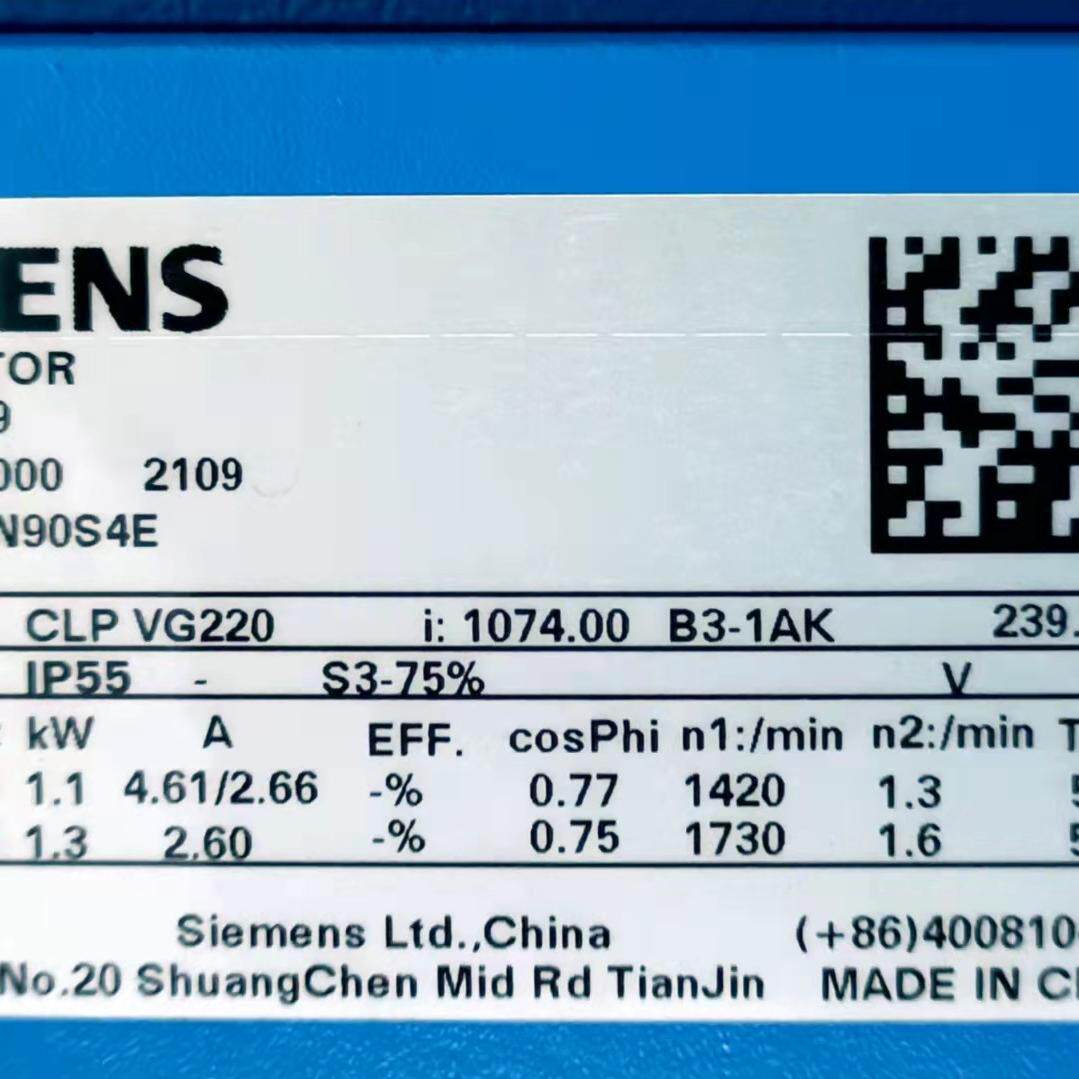 ENS
TOR
9
000 2109
N90S4E
CLP VG220 i: 1074.00 B3-1AK 239.
IP55 - S3-75% V
kW A EFF. cosPhi n1:/min n2:/min T
1.1 4.61/2.66 -% 0.77 1420 1.3 5
1.3 2.60 -% 0.75 1730 1.6 5
Siemens Ltd.,China (+86)400810
No.20 ShuangChen Mid Rd TianJin MADE IN C